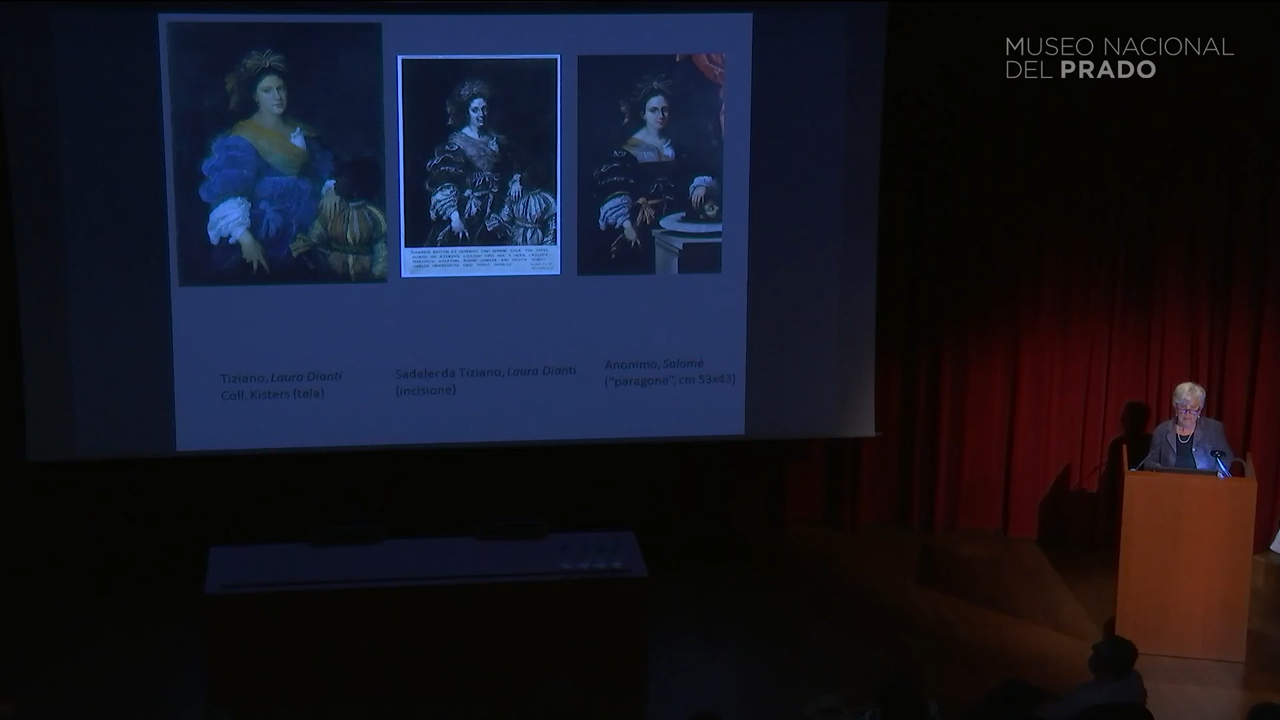 MUSEO NACIONAL
DEL PRADO
Tiziano, Laura Dianti
Coll. Kisters (tela)
Sadeler da Tiziano, Laura Dianti
(incisione)
Anonimo, Salomè
("paragone", cm 53x43)